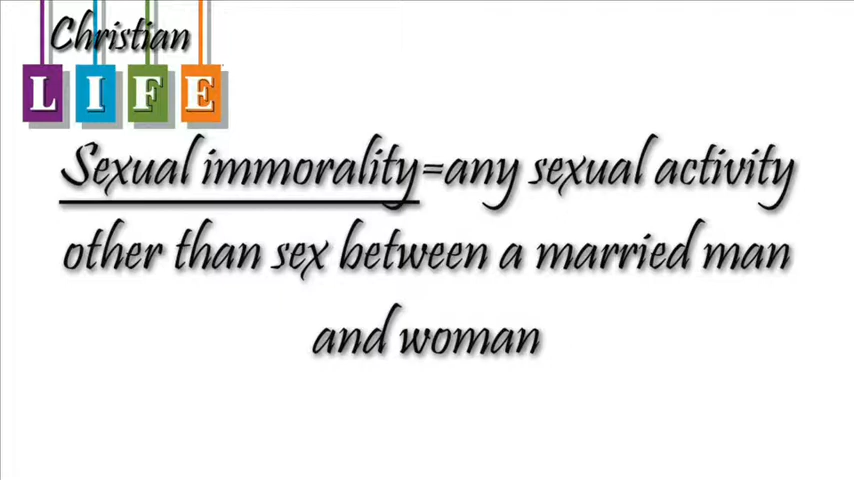 Christian
LIFE
Sexual immorality=any sexual activity
other than sex between a married man
and woman